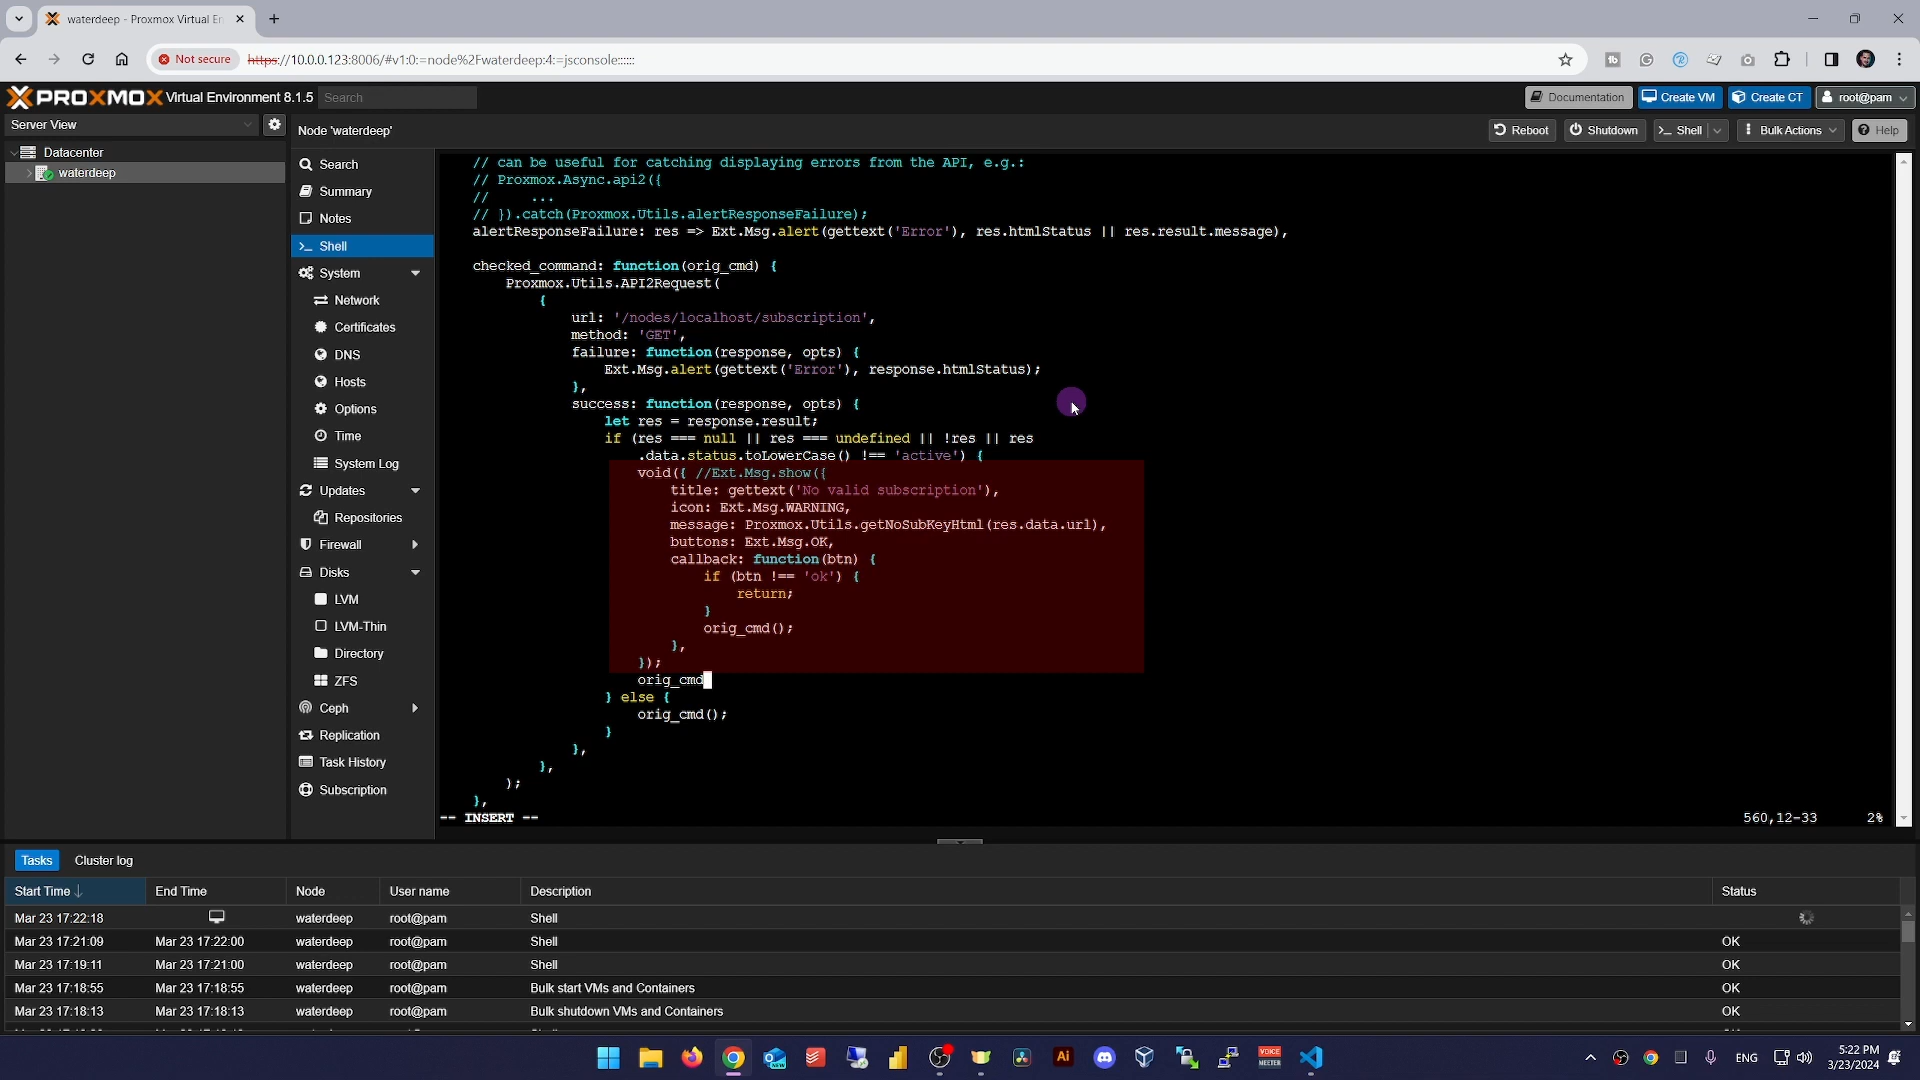 waterdeep - Proxmox Virtual En
Not secure
https://10.0.0.123:8006/#v1:0:=node%2Fwaterdeep:4:=jsconsole::::::
PROXMOX Virtual Environment 8.1.5
Search
Documentation
Create VM
Create CT
root@pam
Server View
Node 'waterdeep'
Reboot
Shutdown
>_ Shell
Bulk Actions
Help
Datacenter
waterdeep
Search
Summary
Notes
>_ Shell
System
Network
Certificates
DNS
Hosts
Options
Time
System Log
Updates
Repositories
Firewall
Disks
LVM
LVM-Thin
Directory
ZFS
Ceph
Replication
Task History
Subscription
// can be useful for catching displaying errors from the API, e.g.:
// Proxmox.Async.api2({
//     ...
// }).catch(Proxmox.Utils.alertResponseFailure);
alertResponseFailure: res => Ext.Msg.alert(gettext('Error'), res.htmlStatus || res.result.message),
checked_command: function(orig_cmd) {
Proxmox.Utils.API2Request(
{
url: '/nodes/localhost/subscription',
method: 'GET',
failure: function(response, opts) {
Ext.Msg.alert(gettext('Error'), response.htmlStatus);
},
success: function(response, opts) {
let res = response.result;
if (res === null || res === undefined || !res || res
.data.status.toLowerCase() !== 'active') {
void({ //Ext.Msg.show({
title: gettext('No valid subscription'),
icon: Ext.Msg.WARNING,
message: Proxmox.Utils.getNoSubKeyHtml(res.data.url),
buttons: Ext.Msg.OK,
callback: function(btn) {
if (btn !== 'ok') {
return;
}
orig_cmd();
},
});
orig_cmd
} else {
orig_cmd();
}
},
},
);
},
-- INSERT --
560,12-33
2%
Tasks
Cluster log
Start Time
End Time
Node
User name
Description
Status
Mar 23 17:22:18
waterdeep
root@pam
Shell
Mar 23 17:21:09
Mar 23 17:22:00
waterdeep
root@pam
Shell
OK
Mar 23 17:19:11
Mar 23 17:21:00
waterdeep
root@pam
Shell
OK
Mar 23 17:18:55
Mar 23 17:18:55
waterdeep
root@pam
Bulk start VMs and Containers
OK
Mar 23 17:18:13
Mar 23 17:18:13
waterdeep
root@pam
Bulk shutdown VMs and Containers
OK
NEW
Ai
VOICE
MEETER
ENG
5:22 PM
3/23/2024